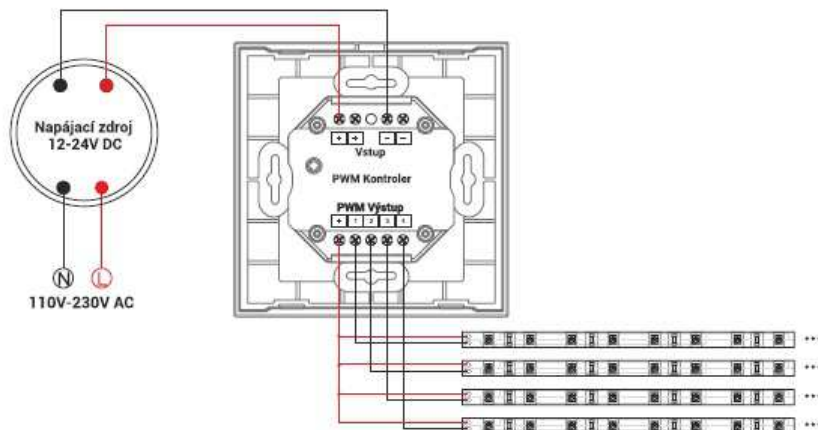 Napájací zdroj
12-24V DC
+ + - -
Vstup
PWM Kontroler
PWM Výstup
+ 1 2 3 4
N L
110V-230V AC